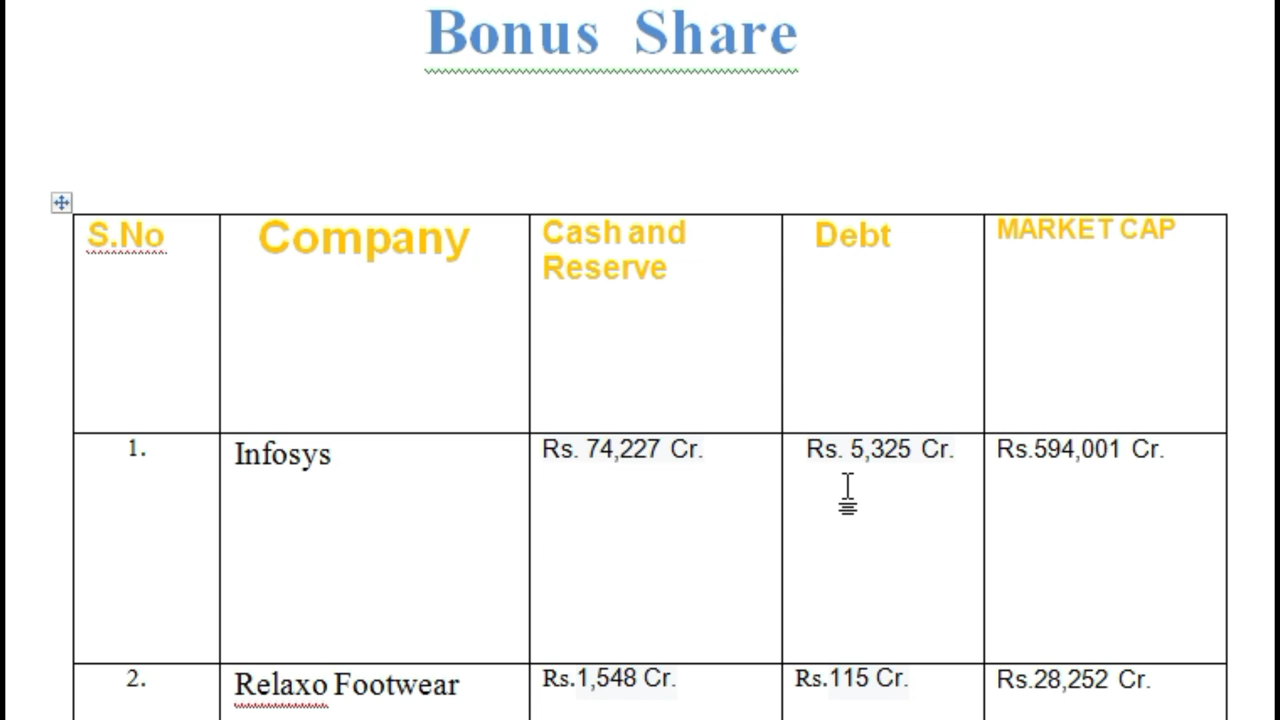 Bonus Share
S.No Company Cash and Reserve Debt MARKET CAP
1. Infosys Rs. 74,227 Cr. Rs. 5,325 Cr. Rs.594,001 Cr.
2. Relaxo Footwear Rs.1,548 Cr. Rs.115 Cr. Rs.28,252 Cr.